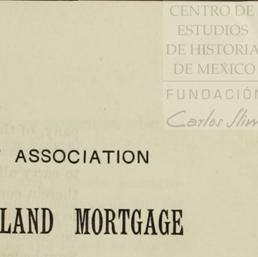 CENTRO DE
ESTUDIOS
DE HISTORIA
DE MEXICO
FUNDACIÓN
Carlos Slim
ASSOCIATION
LAND MORTGAGE